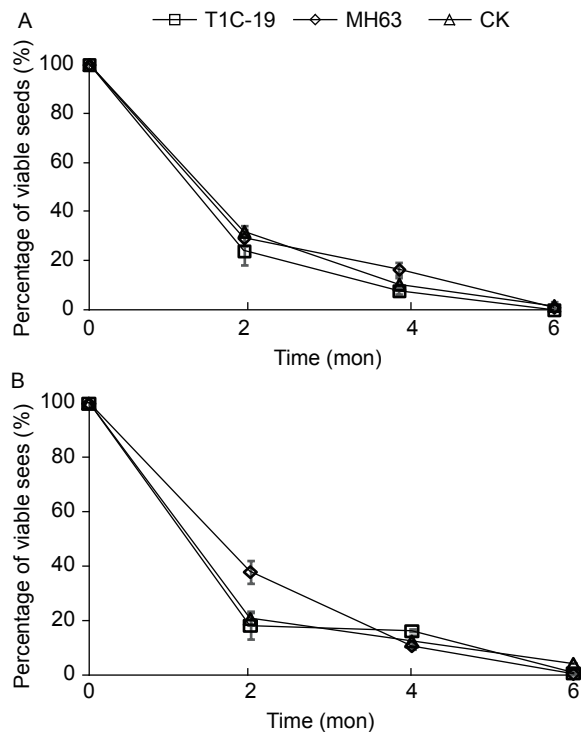 A
T1C-19 MH63 CK
Percentage of viable seeds (%)
100
80
60
40
20
0
0 2 4 6
Time (mon)
B
Percentage of viable sees (%)
100
80
60
40
20
0
0 2 4 6
Time (mon)